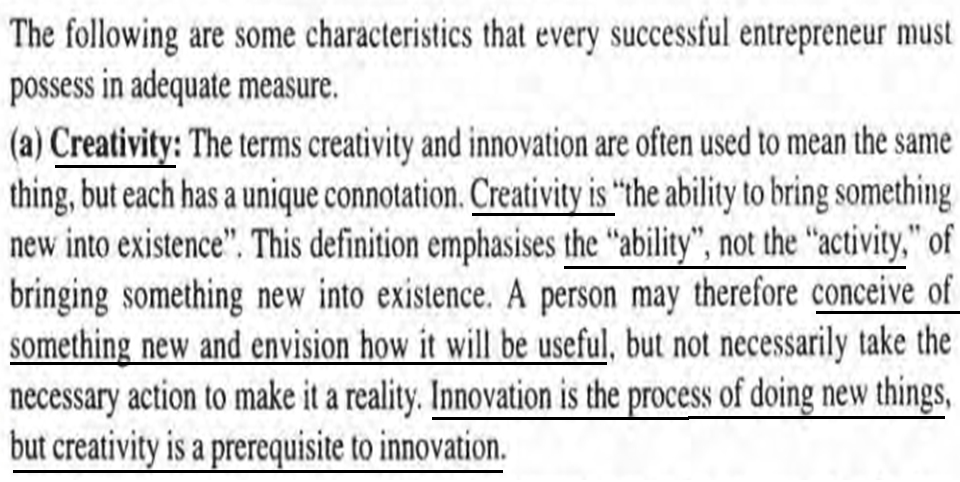 The following are some characteristics that every successful entrepreneur must
possess in adequate measure.
(a) Creativity: The terms creativity and innovation are often used to mean the same
thing, but each has a unique connotation. Creativity is “the ability to bring something
new into existence”. This definition emphasises the “ability”, not the “activity,” of
bringing something new into existence. A person may therefore conceive of
something new and envision how it will be useful, but not necessarily take the
necessary action to make it a reality. Innovation is the process of doing new things,
but creativity is a prerequisite to innovation.